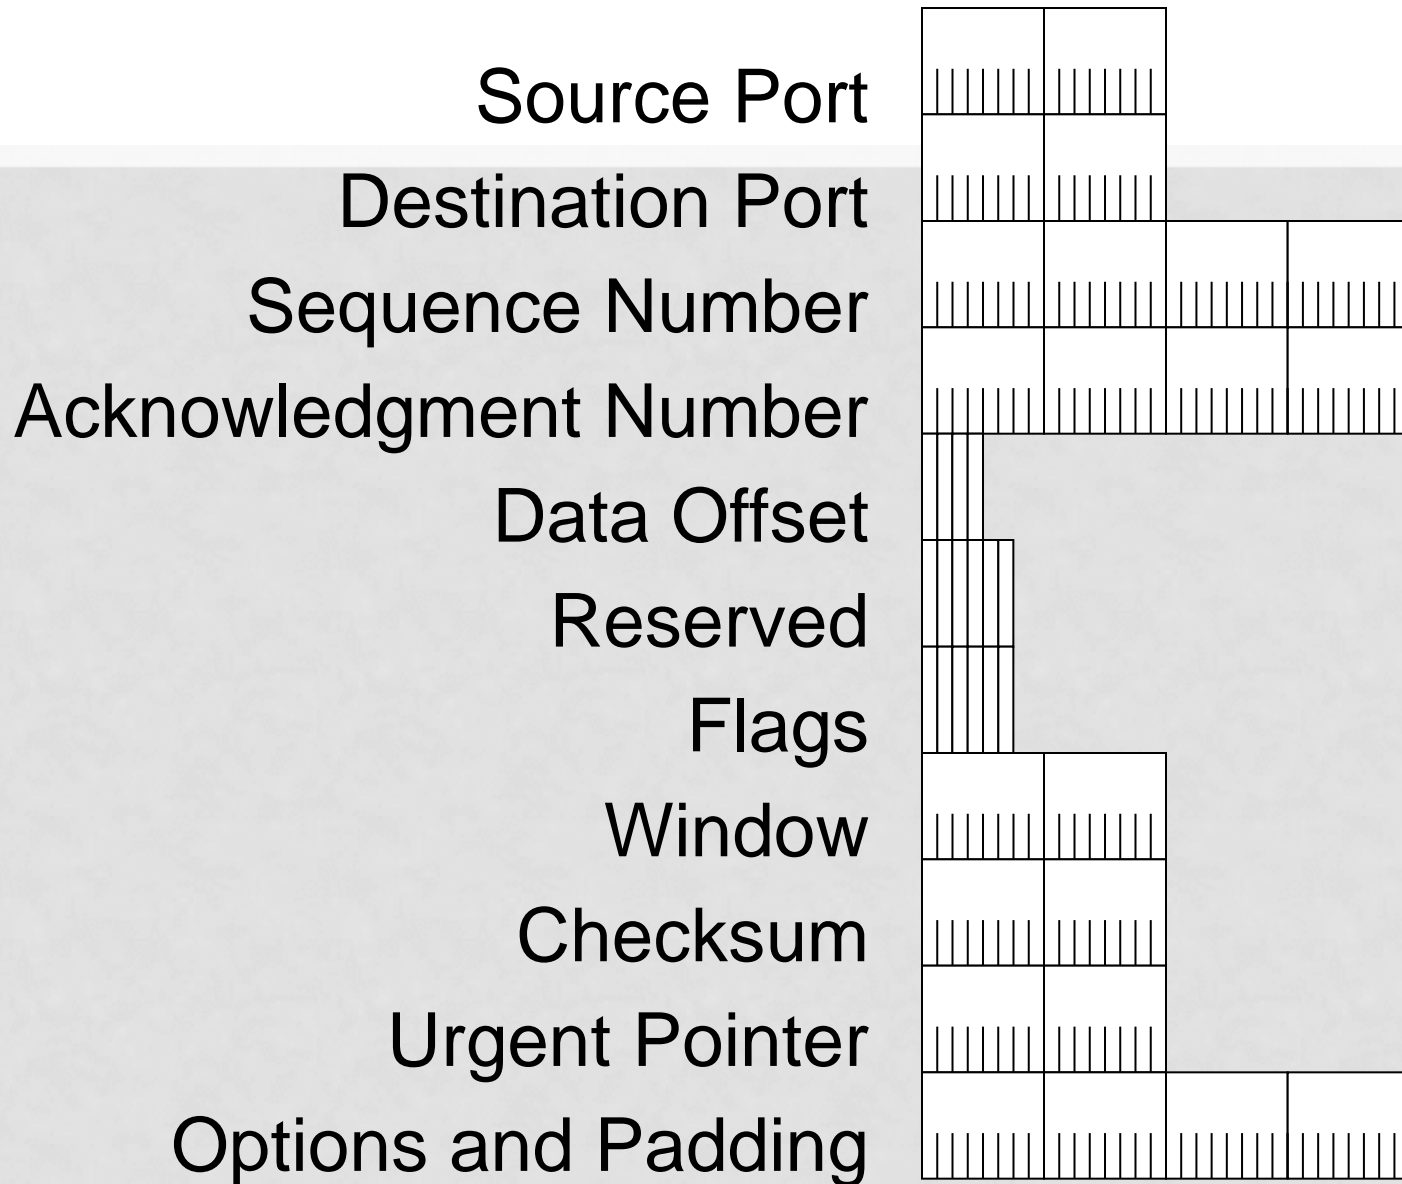 Source Port
Destination Port
Sequence Number
Acknowledgment Number
Data Offset
Reserved
Flags
Window
Checksum
Urgent Pointer
Options and Padding